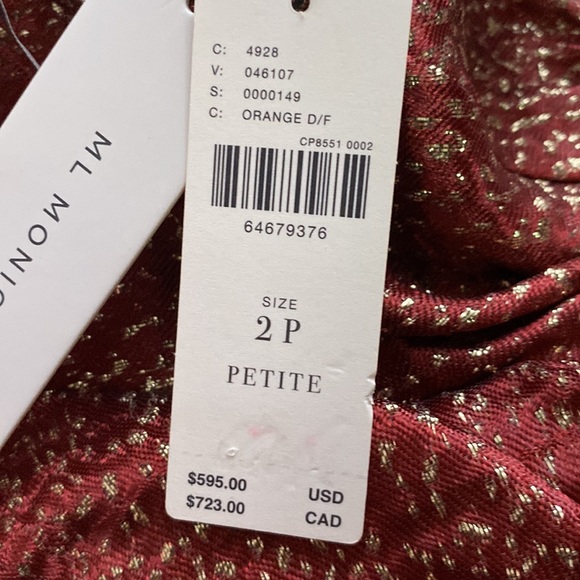 ML MONIQ
C: 4928
V: 046107
S: 0000149
C: ORANGE D/F
CP8551 0002
64679376
SIZE
2 P
PETITE
$595.00 USD
$723.00 CAD